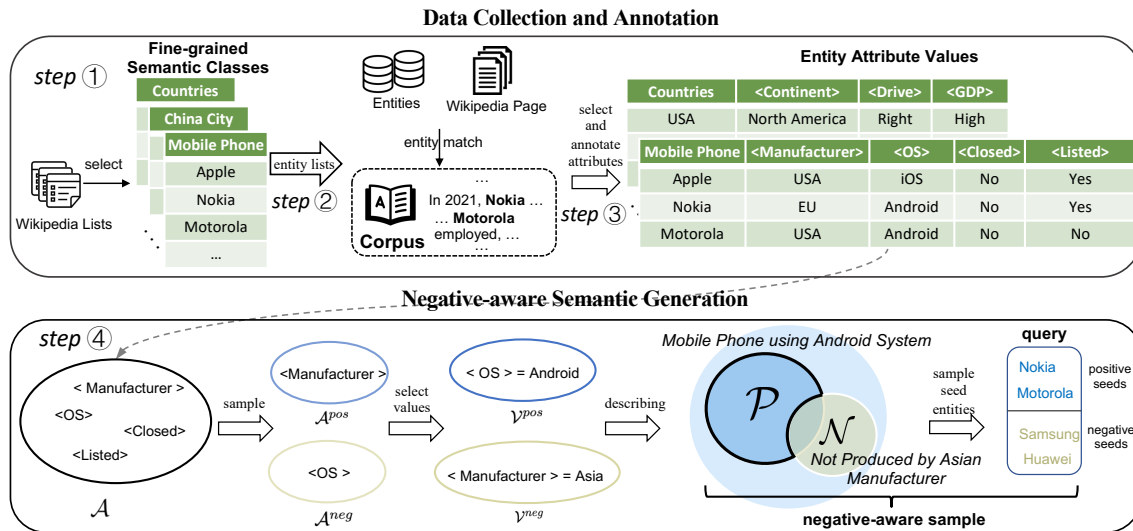 Data Collection and Annotation
step ①
Fine-grained
Semantic Classes
Countries
China City
Mobile Phone
Apple
Nokia
Motorola
...
select
Wikipedia Lists
entity lists
step ②
Entities
Wikipedia Page
entity match
...
In 2021, Nokia ...
... Motorola
employed, ...
...
Corpus
select
and
annotate
attributes
step ③
Entity Attribute Values
Countries <Continent> <Drive> <GDP>
USA North America Right High
Mobile Phone <Manufacturer> <OS> <Closed> <Listed>
Apple USA iOS No Yes
Nokia EU Android No Yes
Motorola USA Android No No
Negative-aware Semantic Generation
step ④
< Manufacturer >
<OS>
<Closed>
<Listed>
𝒜
sample
<Manufacturer >
𝒜^pos
<OS >
𝒜^neg
select
values
< OS > = Android
𝒱^pos
< Manufacturer > = Asia
𝒱^neg
describing
Mobile Phone using Android System
𝒫
𝒩
Not Produced by Asian
Manufacturer
negative-aware sample
sample
seed
entities
query
Nokia
Motorola
positive
seeds
Samsung
Huawei
negative
seeds